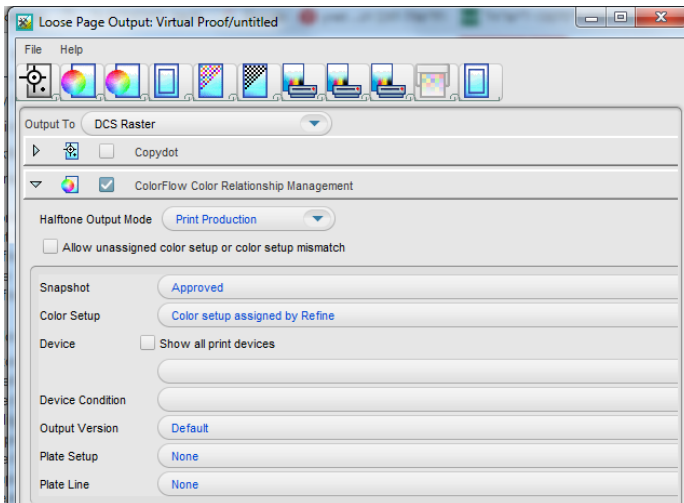 Loose Page Output: Virtual Proof/untitled
File Help
Output To DCS Raster
Copydot
ColorFlow Color Relationship Management
Halftone Output Mode Print Production
Allow unassigned color setup or color setup mismatch
Snapshot Approved
Color Setup Color setup assigned by Refine
Device Show all print devices
Device Condition
Output Version Default
Plate Setup None
Plate Line None